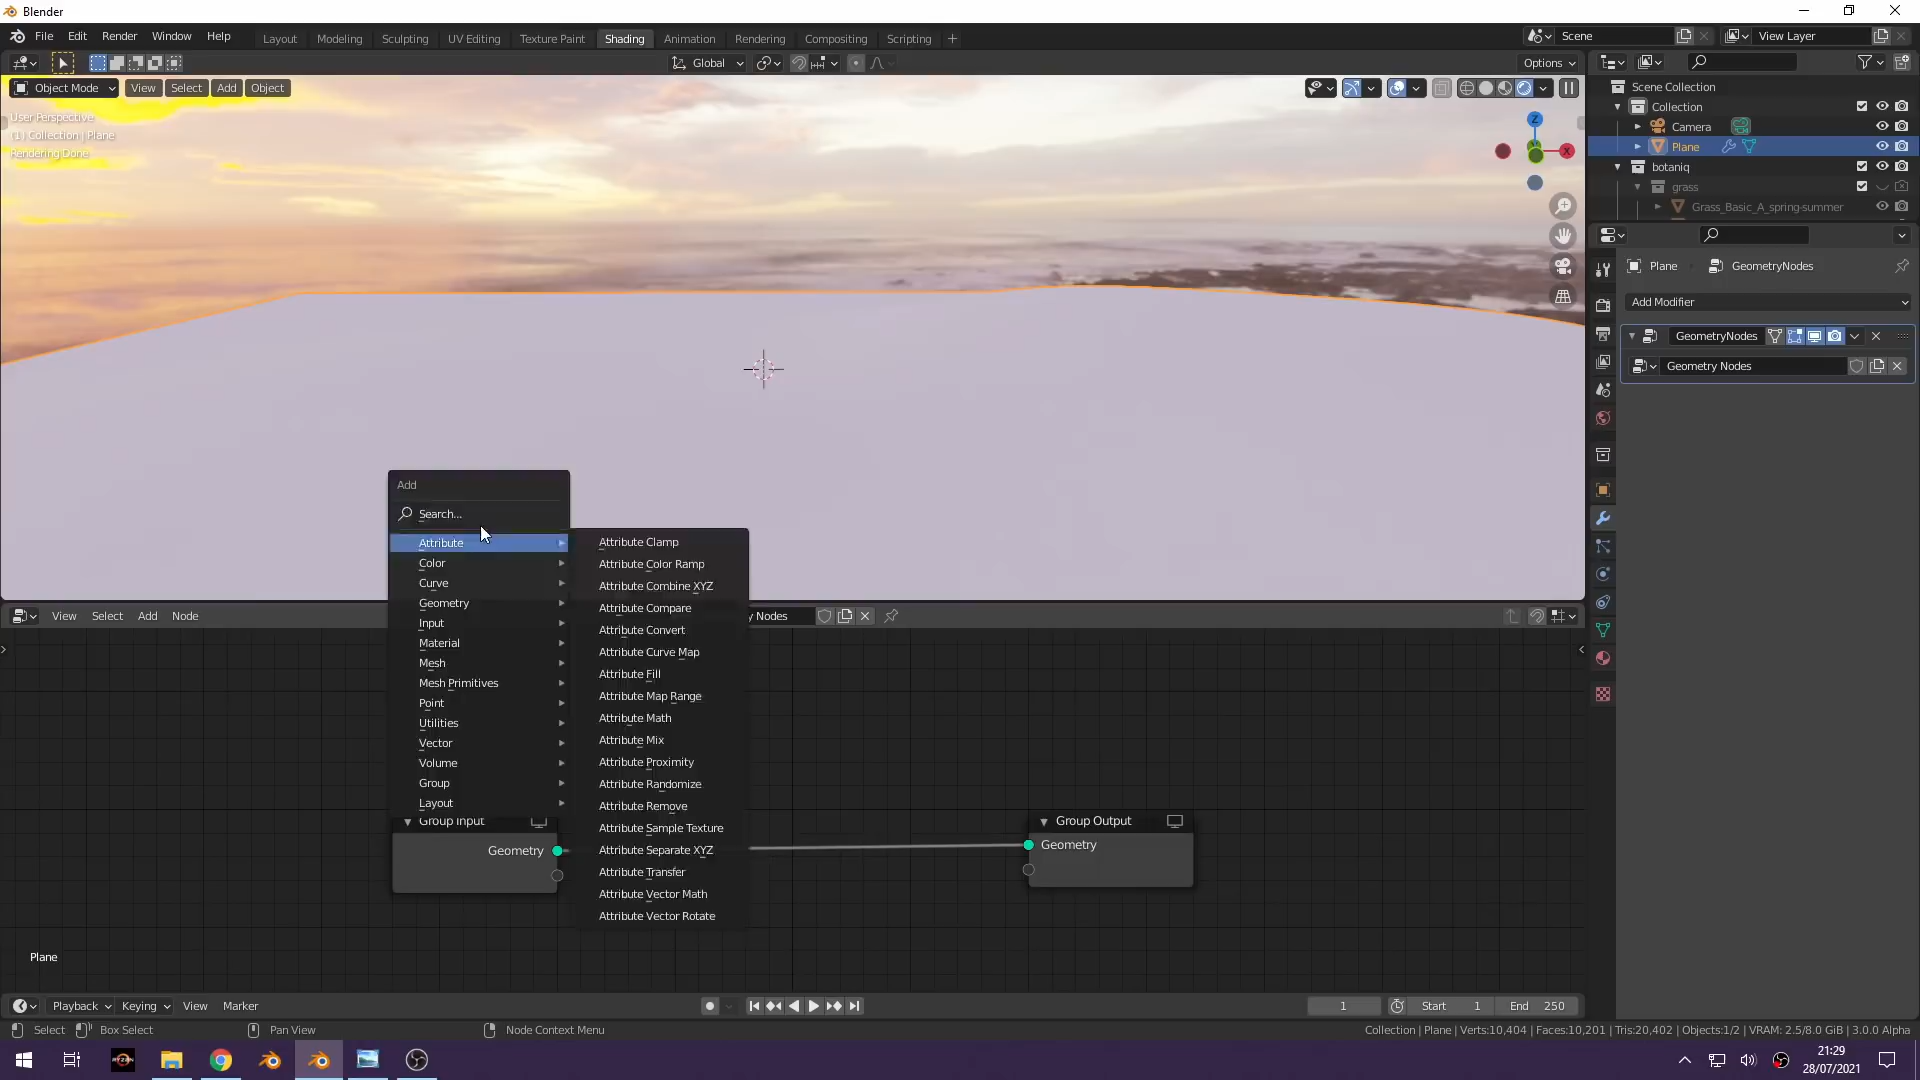 Blender
File Edit Render Window Help
Layout Modeling Sculpting UV Editing Texture Paint Shading Animation Rendering Compositing Scripting
Scene
View Layer
Global
Options
Object Mode View Select Add Object
User Perspective
(1) Collection | Plane
Rendering Done
Z
X
Scene Collection
Collection
Camera
Plane
botaniq
grass
Grass_Basic_A_spring-summer
Plane GeometryNodes
Add Modifier
GeometryNodes
Geometry Nodes
Add
Search...
Attribute
Color
Curve
Geometry
Input
Material
Mesh
Mesh Primitives
Point
Utilities
Vector
Volume
Group
Layout
Attribute Clamp
Attribute Color Ramp
Attribute Combine XYZ
Attribute Compare
Attribute Convert
Attribute Curve Map
Attribute Fill
Attribute Map Range
Attribute Math
Attribute Mix
Attribute Proximity
Attribute Randomize
Attribute Remove
Attribute Sample Texture
Attribute Separate XYZ
Attribute Transfer
Attribute Vector Math
Attribute Vector Rotate
View Select Add Node
y Nodes
Group Input
Geometry
Group Output
Geometry
Plane
Playback Keying View Marker
1
Start 1 End 250
Select Box Select Pan View Node Context Menu
Collection | Plane | Verts:10,404 | Faces:10,201 | Tris:20,402 | Objects:1/2 | VRAM: 2.5/8.0 GiB | 3.0.0 Alpha
RYZEN
21:29
28/07/2021